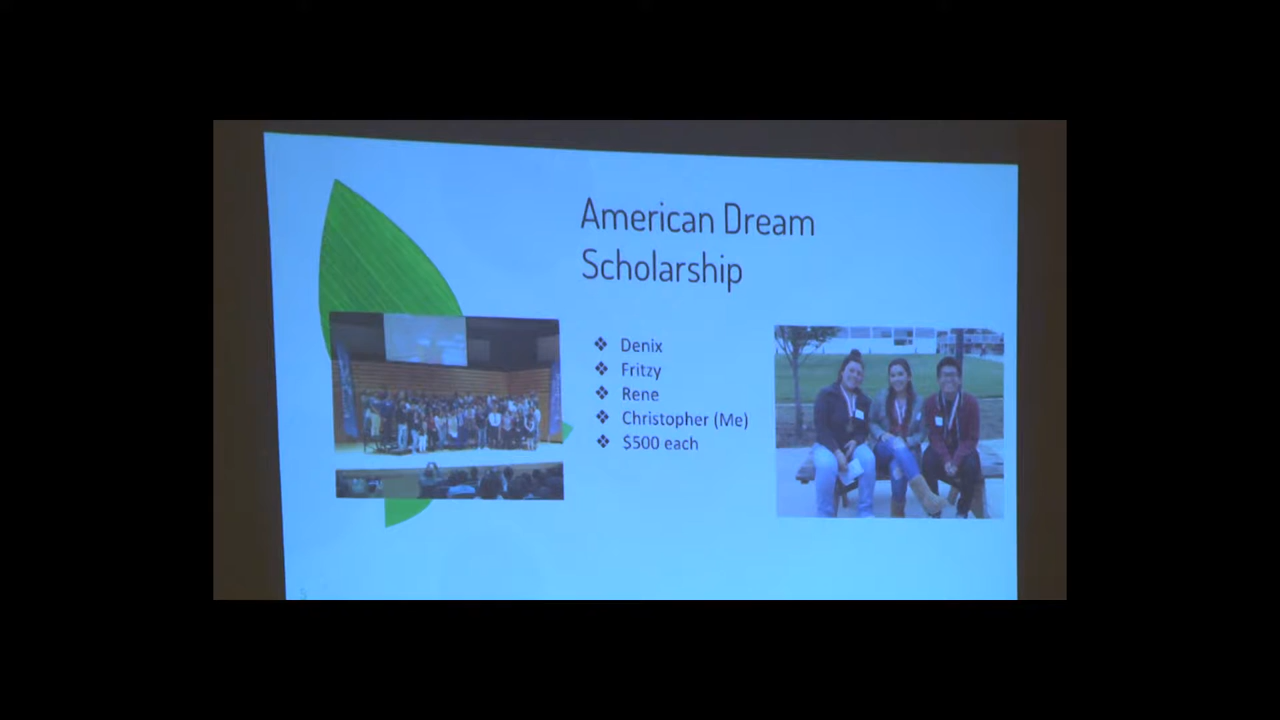 American Dream
Scholarship
Denix
Fritzy
Rene
Christopher (Me)
$500 each